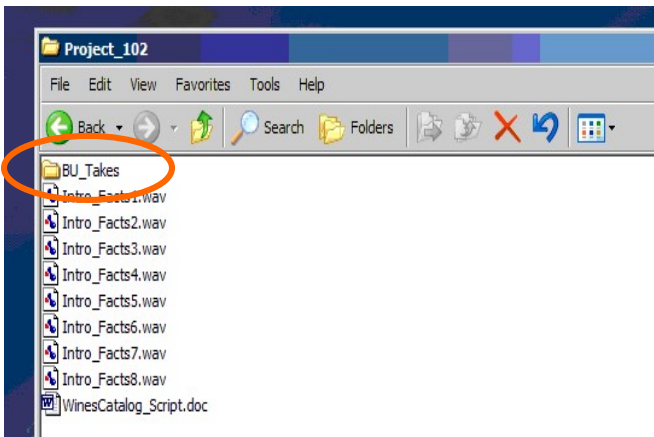 Project_102
File Edit View Favorites Tools Help
Back Search Folders
BU_Takes
Intro_Facts1.wav
Intro_Facts2.wav
Intro_Facts3.wav
Intro_Facts4.wav
Intro_Facts5.wav
Intro_Facts6.wav
Intro_Facts7.wav
Intro_Facts8.wav
WinesCatalog_Script.doc